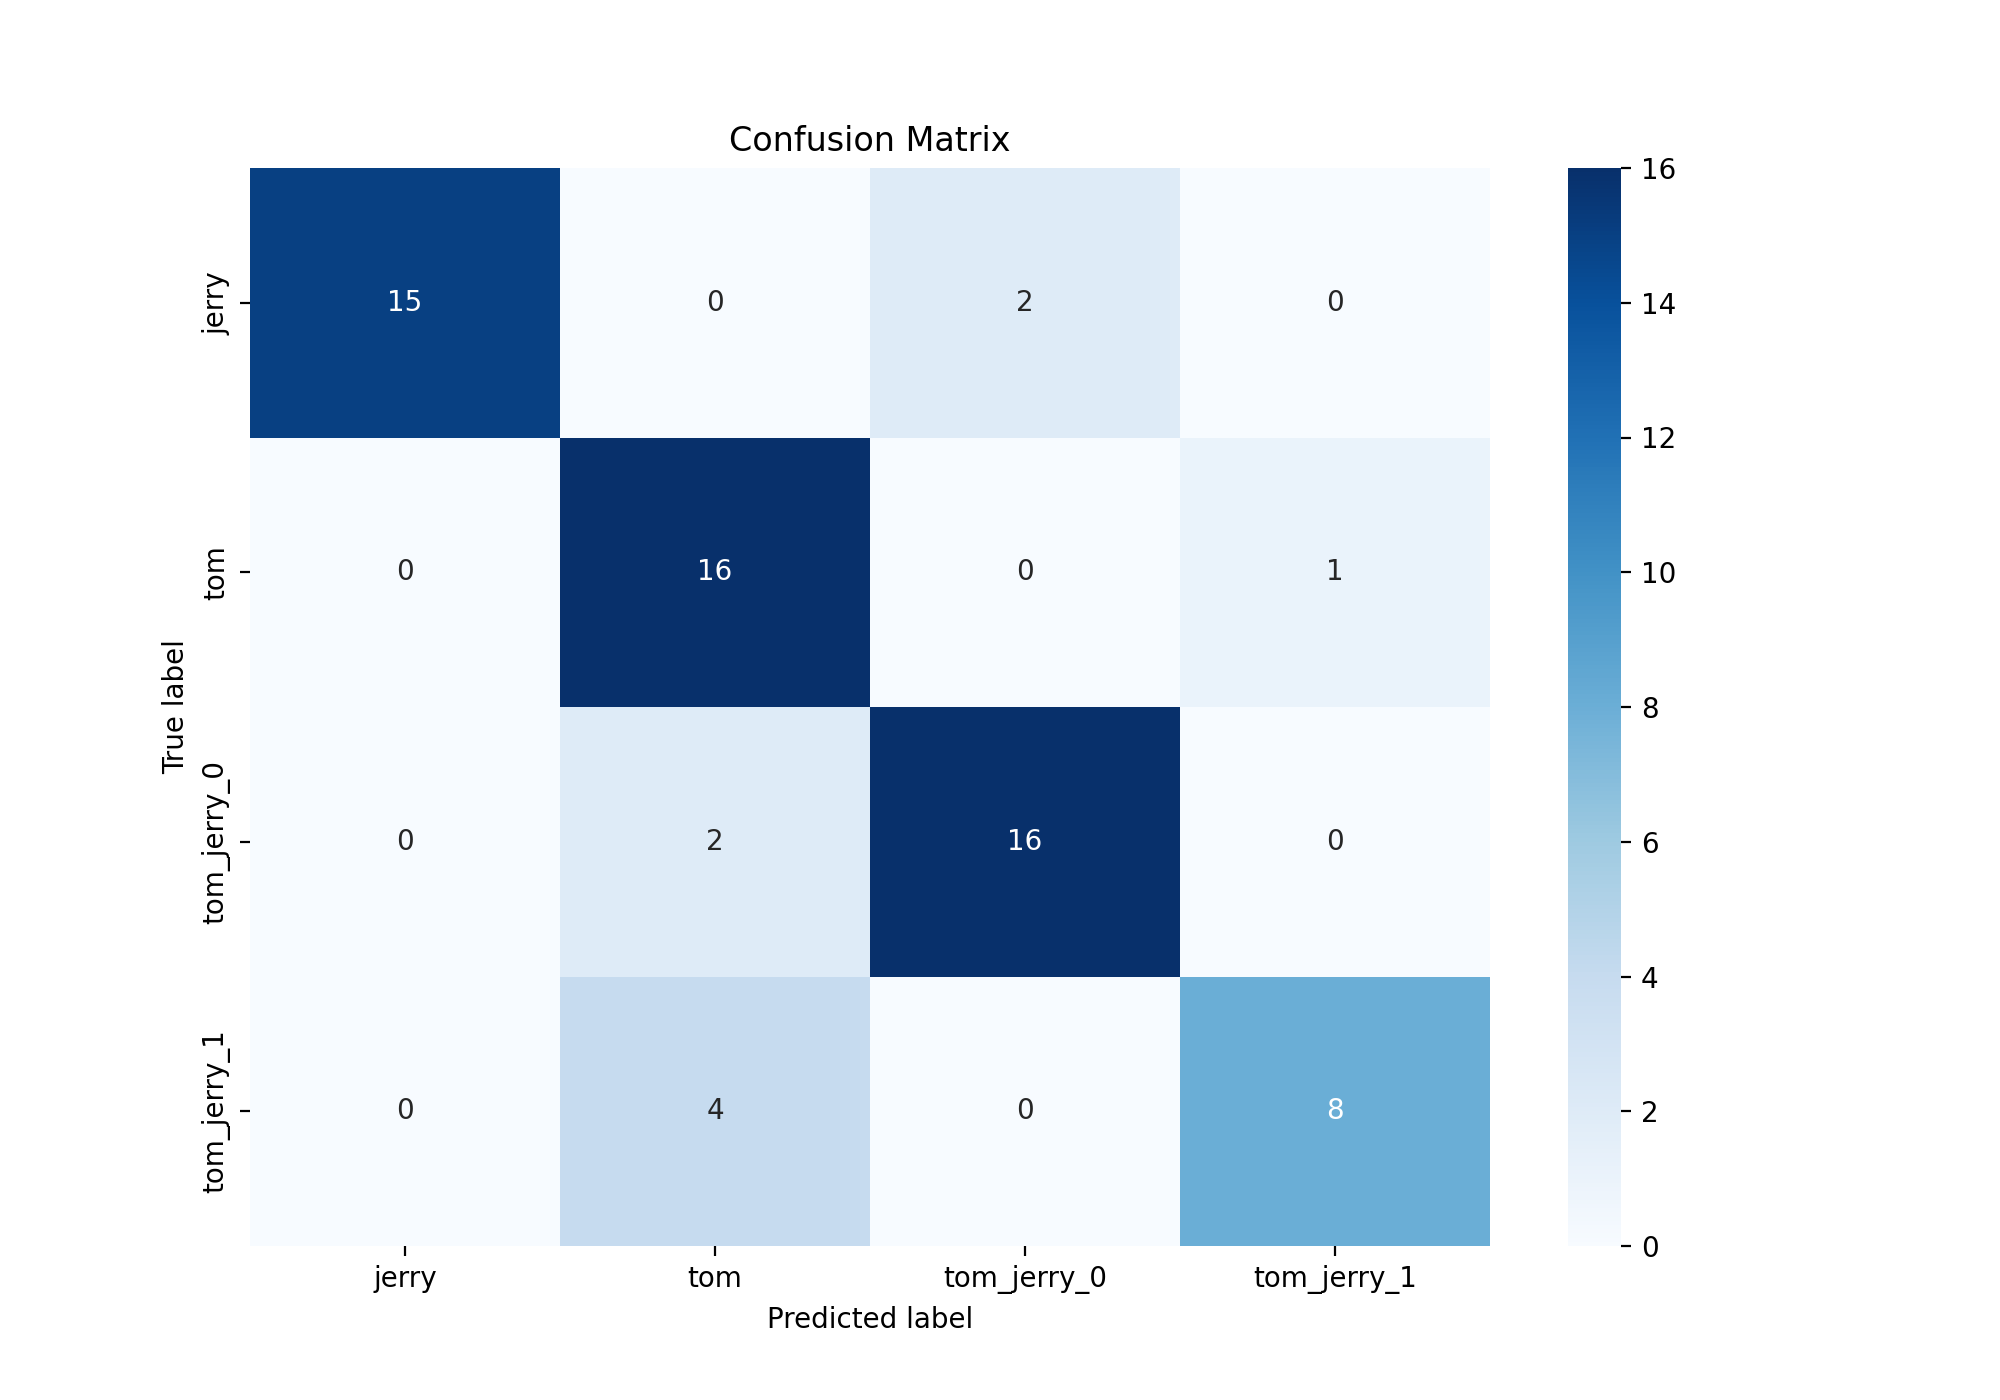 Confusion Matrix
15 0 2 0
0 16 0 1
0 2 16 0
0 4 0 8
jerry
tom
tom_jerry_0
tom_jerry_1
True label
jerry tom tom_jerry_0 tom_jerry_1
Predicted label
16
14
12
10
8
6
4
2
0